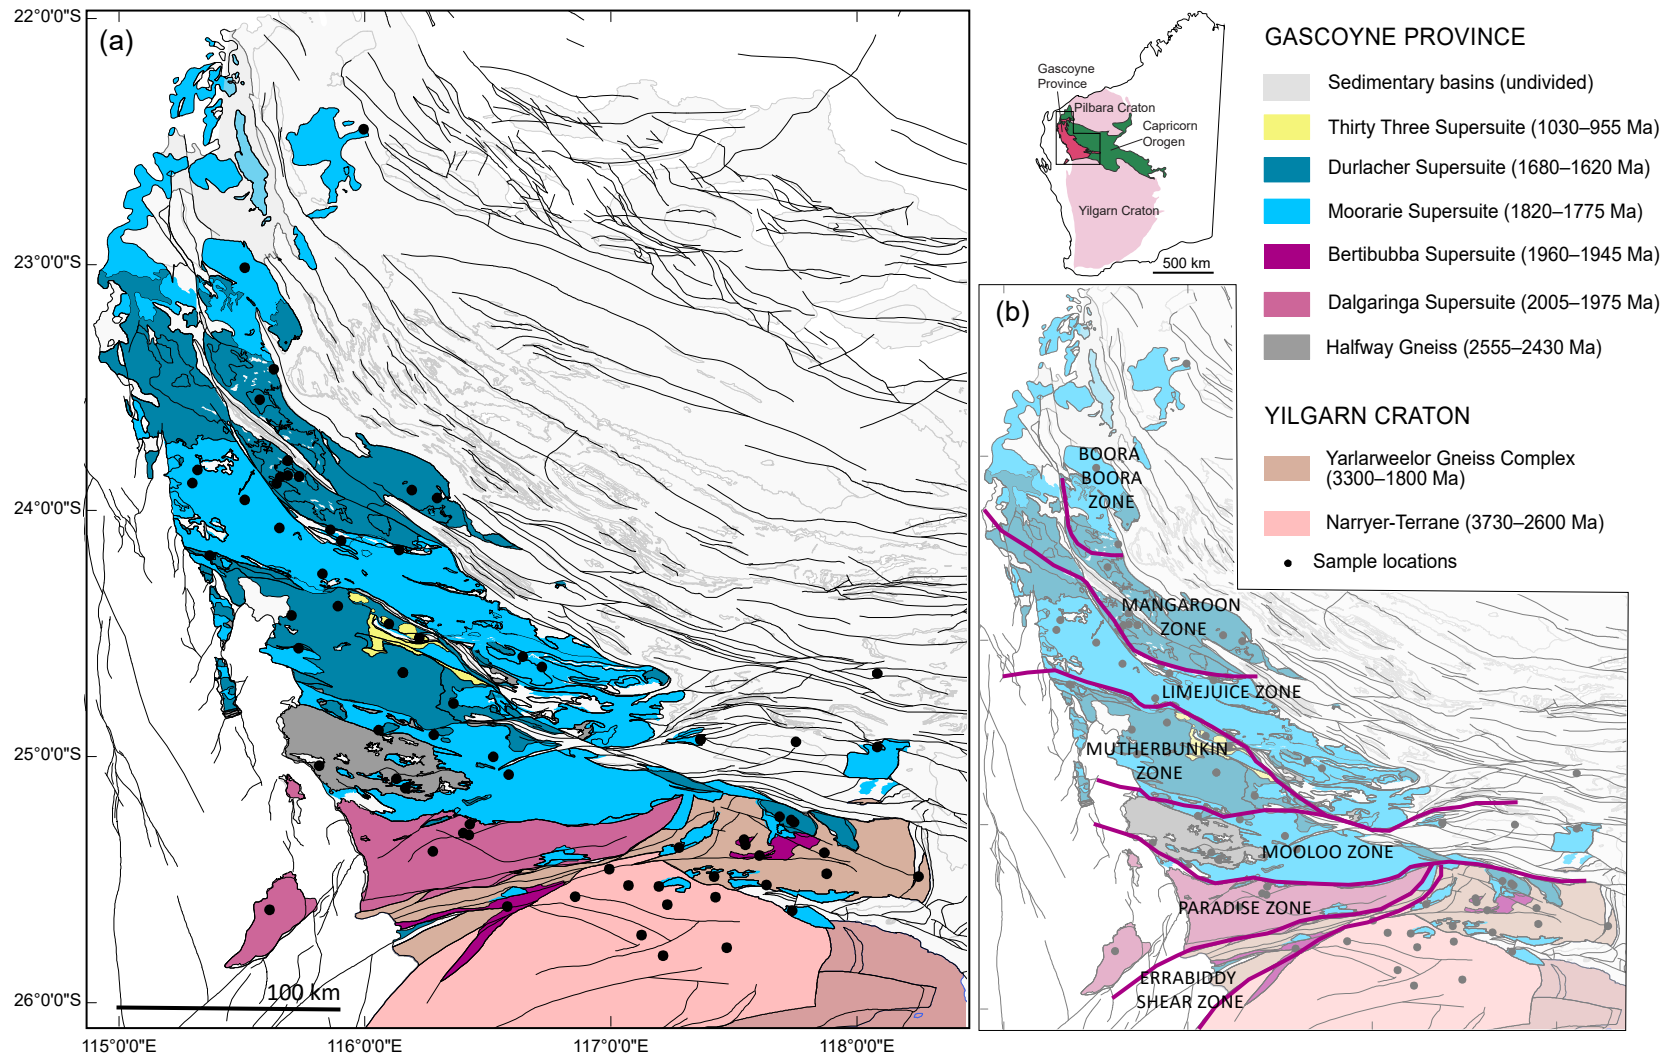 22°0'0"S
23°0'0"S
24°0'0"S
25°0'0"S
26°0'0"S
(a)
100 km
115°0'0"E
116°0'0"E
117°0'0"E
118°0'0"E
Gascoyne
Province
Pilbara Craton
Capricorn
Orogen
Yilgarn Craton
500 km
(b)
BOORA
BOORA
ZONE
MANGAROON
ZONE
LIMEJUICE ZONE
MUTHERBUNKIN
ZONE
MOOLOO ZONE
PARADISE ZONE
ERRABIDDY
SHEAR ZONE
GASCOYNE PROVINCE
Sedimentary basins (undivided)
Thirty Three Supersuite (1030–955 Ma)
Durlacher Supersuite (1680–1620 Ma)
Moorarie Supersuite (1820–1775 Ma)
Bertibubba Supersuite (1960–1945 Ma)
Dalgaringa Supersuite (2005–1975 Ma)
Halfway Gneiss (2555–2430 Ma)
YILGARN CRATON
Yarlarweelor Gneiss Complex
(3300–1800 Ma)
Narryer-Terrane (3730–2600 Ma)
Sample locations